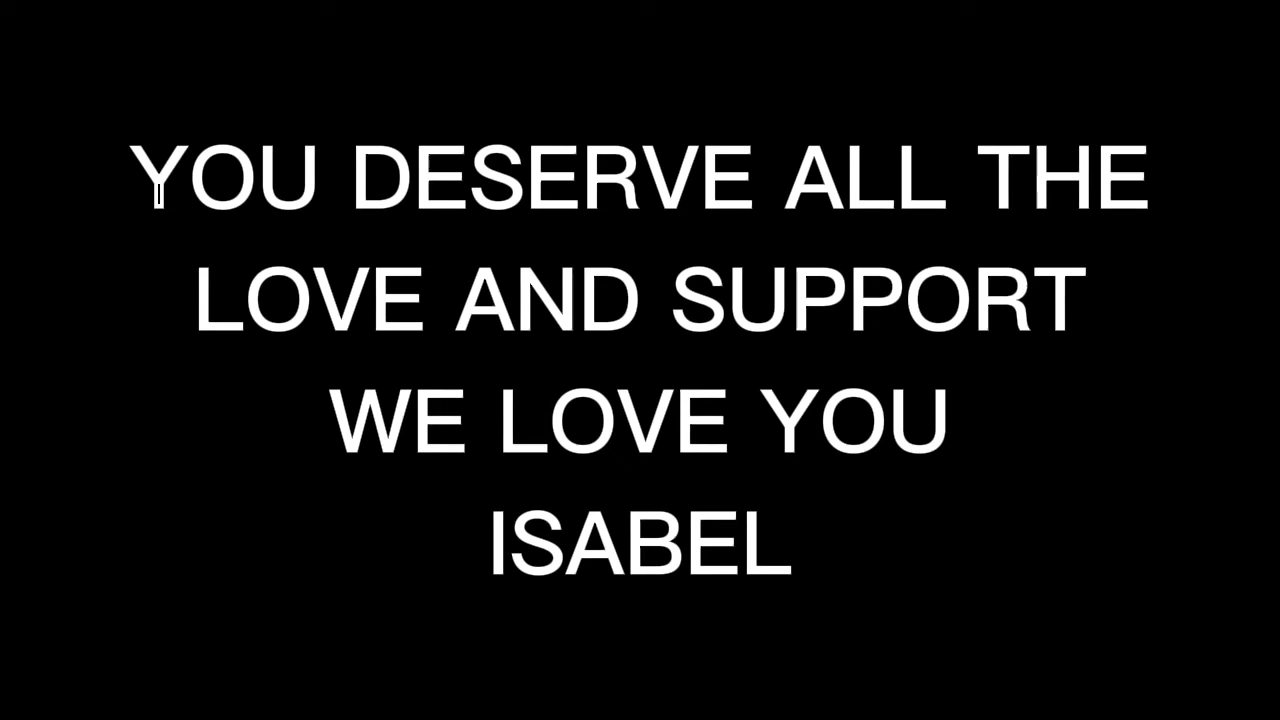 YOU DESERVE ALL THE
LOVE AND SUPPORT
WE LOVE YOU
ISABEL